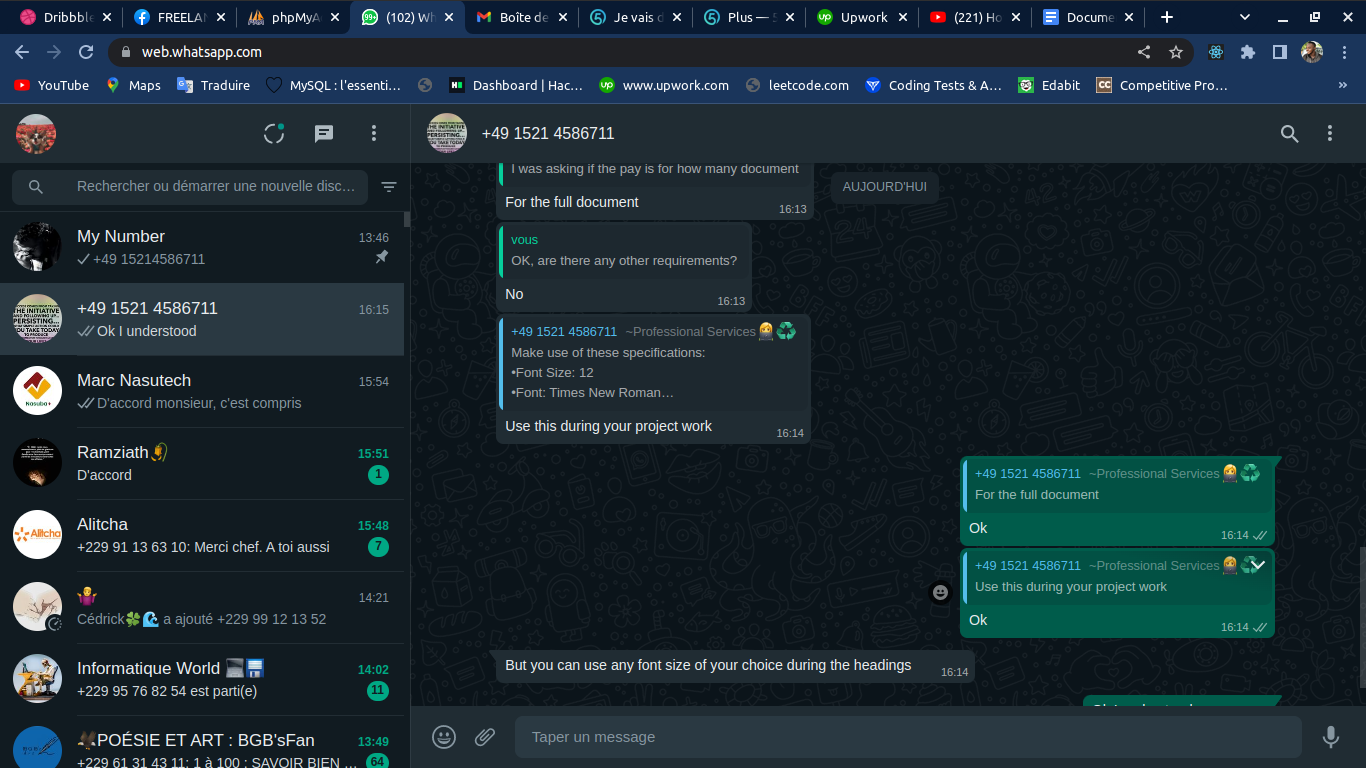 Dribbble
FREELAN
phpMyA
(102) Wh
Boîte de
Je vais d
Plus — 5
Upwork
(221) Ho
Docume
web.whatsapp.com
YouTube
Maps
Traduire
MySQL : l'essenti…
Dashboard | Hac…
www.upwork.com
leetcode.com
Coding Tests & A…
Edabit
Competitive Pro…
»
Rechercher ou démarrer une nouvelle disc…
My Number
13:46
+49 15214586711
+49 1521 4586711
16:15
Ok I understood
Marc Nasutech
15:54
D'accord monsieur, c'est compris
Ramziath
15:51
D'accord
1
Alitcha
15:48
+229 91 13 63 10: Merci chef. A toi aussi
7
14:21
Cédrick🍀🌊 a ajouté +229 99 12 13 52
Informatique World 💻💾
14:02
+229 95 76 82 54 est parti(e)
11
🦅POÉSIE ET ART : BGB'sFan
13:49
+229 61 31 43 11: 1 à 100 : SAVOIR BIEN …
64
+49 1521 4586711
AUJOURD'HUI
I was asking if the pay is for how many document
For the full document
16:13
vous
OK, are there any other requirements?
No
16:13
+49 1521 4586711 ~Professional Services👩‍💻♻️
Make use of these specifications:
•Font Size: 12
•Font: Times New Roman…
Use this during your project work
16:14
+49 1521 4586711 ~Professional Services👩‍💻♻️
For the full document
Ok
16:14
+49 1521 4586711 ~Professional Services👩‍💻♻️
Use this during your project work
Ok
16:14
But you can use any font size of your choice during the headings
16:14
Taper un message